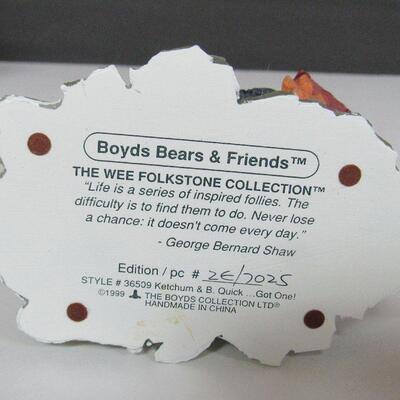 Boyds Bears & Friends™
THE WEE FOLKSTONE COLLECTION™
"Life is a series of inspired follies. The
difficulty is to find them to do. Never lose
a chance: it doesn't come every day."
- George Bernard Shaw
Edition / pc # 2E/7025
STYLE # 36509 Ketchum & B. Quick ...Got One!
©1999 THE BOYDS COLLECTION LTD®
HANDMADE IN CHINA